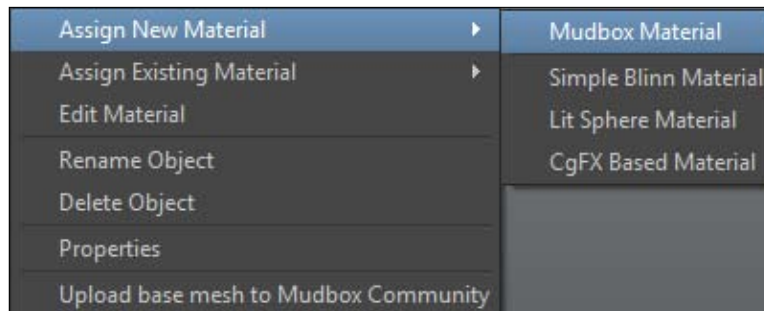 Assign New Material
Assign Existing Material
Edit Material
Rename Object
Delete Object
Properties
Upload base mesh to Mudbox Community
Mudbox Material
Simple Blinn Material
Lit Sphere Material
CgFX Based Material